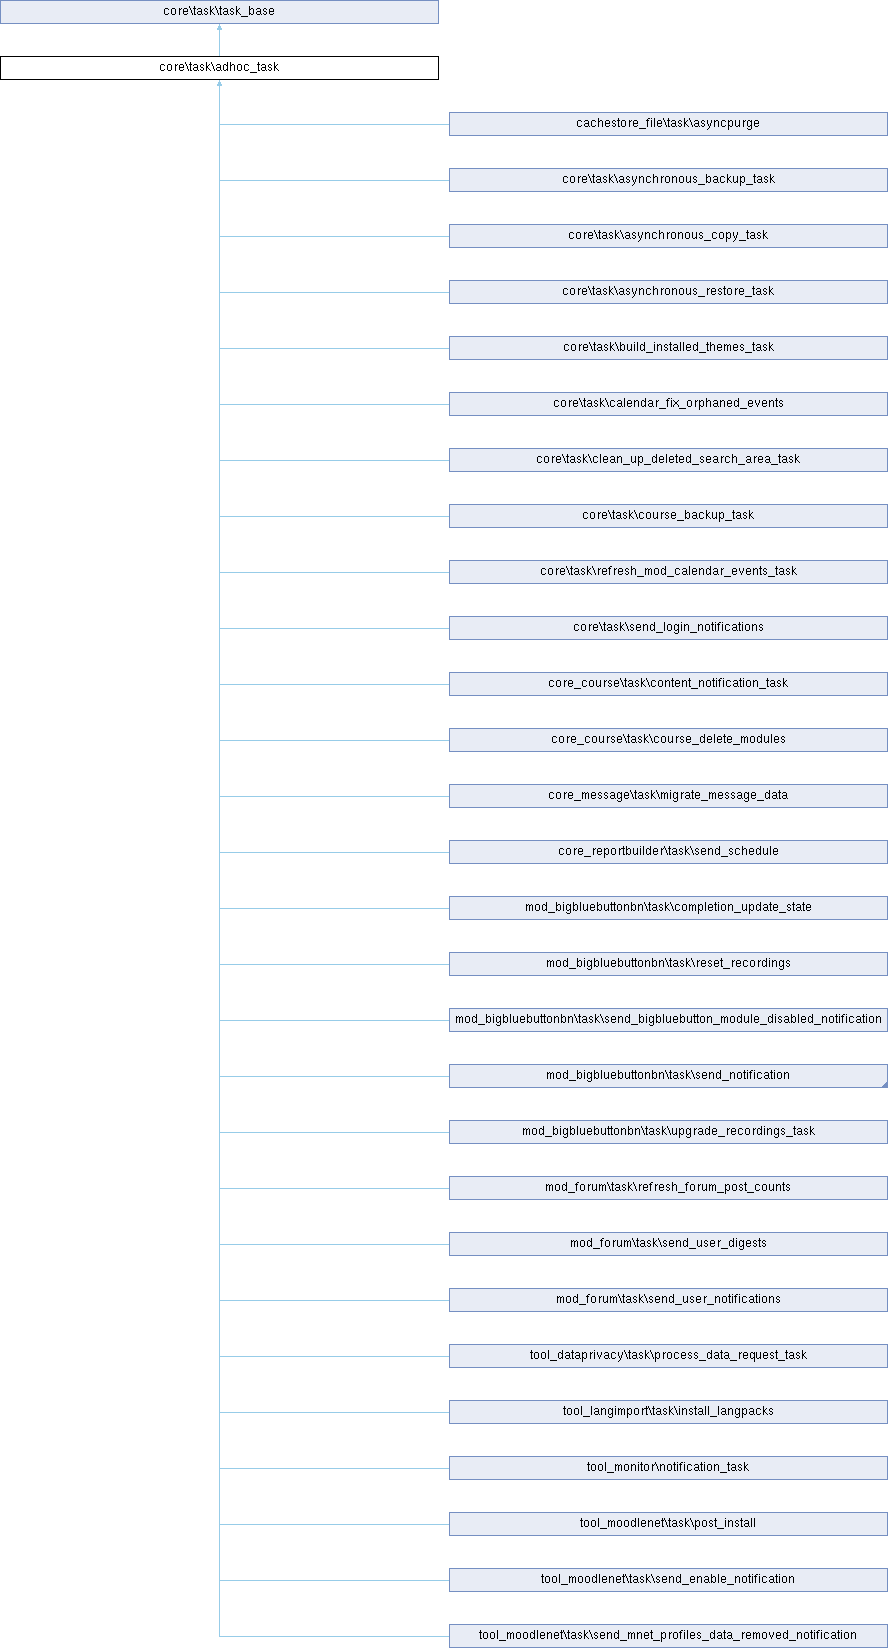 core\task\task_base
core\task\adhoc_task
cachestore_file\task\asyncpurge
core\task\asynchronous_backup_task
core\task\asynchronous_copy_task
core\task\asynchronous_restore_task
core\task\build_installed_themes_task
core\task\calendar_fix_orphaned_events
core\task\clean_up_deleted_search_area_task
core\task\course_backup_task
core\task\refresh_mod_calendar_events_task
core\task\send_login_notifications
core_course\task\content_notification_task
core_course\task\course_delete_modules
core_message\task\migrate_message_data
core_reportbuilder\task\send_schedule
mod_bigbluebuttonbn\task\completion_update_state
mod_bigbluebuttonbn\task\reset_recordings
mod_bigbluebuttonbn\task\send_bigbluebutton_module_disabled_notification
mod_bigbluebuttonbn\task\send_notification
mod_bigbluebuttonbn\task\upgrade_recordings_task
mod_forum\task\refresh_forum_post_counts
mod_forum\task\send_user_digests
mod_forum\task\send_user_notifications
tool_dataprivacy\task\process_data_request_task
tool_langimport\task\install_langpacks
tool_monitor\notification_task
tool_moodlenet\task\post_install
tool_moodlenet\task\send_enable_notification
tool_moodlenet\task\send_mnet_profiles_data_removed_notification